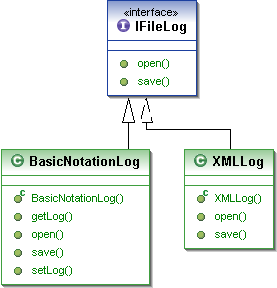 «interface»
IFileLog
open()
save()
BasicNotationLog
BasicNotationLog()
getLog()
open()
save()
setLog()
XMLLog
XMLLog()
open()
save()